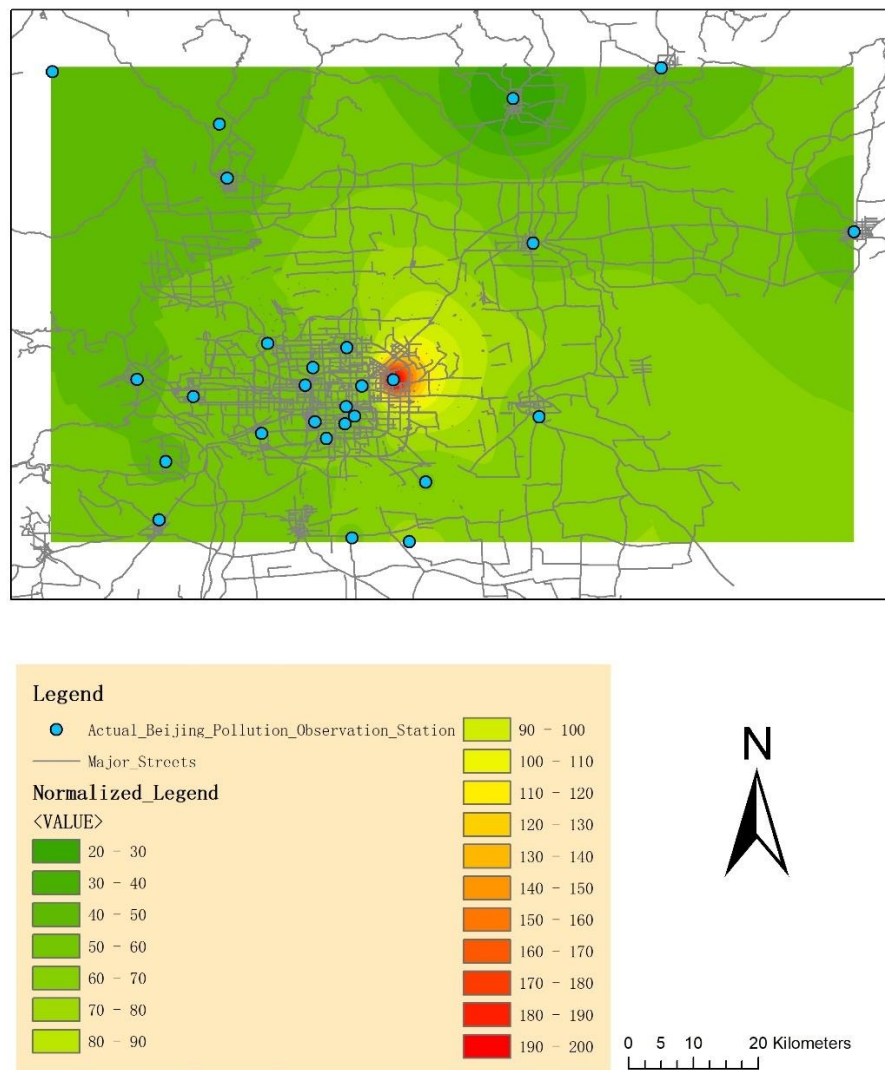 Legend
Actual_Beijing_Pollution_Observation_Station
Major_Streets
Normalized_Legend
<VALUE>
20 - 30
30 - 40
40 - 50
50 - 60
60 - 70
70 - 80
80 - 90
90 - 100
100 - 110
110 - 120
120 - 130
130 - 140
140 - 150
150 - 160
160 - 170
170 - 180
180 - 190
190 - 200
N
0 5 10 20 Kilometers